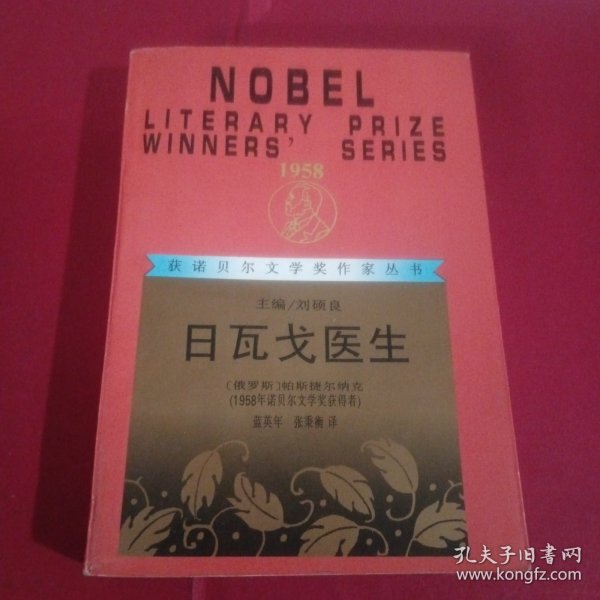 NOBEL
LITERARY PRIZE
WINNERS' SERIES
1958
获诺贝尔文学奖作家丛书
主编/刘硕良
日瓦戈医生
〔俄罗斯〕帕斯捷尔纳克
(1958年诺贝尔文学奖获得者)
蓝英年 张秉衡 译
孔夫子旧书网
www.kongfz.com